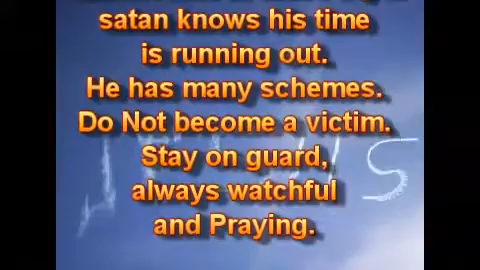 satan knows his time
is running out.
He has many schemes.
Do Not become a victim.
Stay on guard,
always watchful
and Praying.